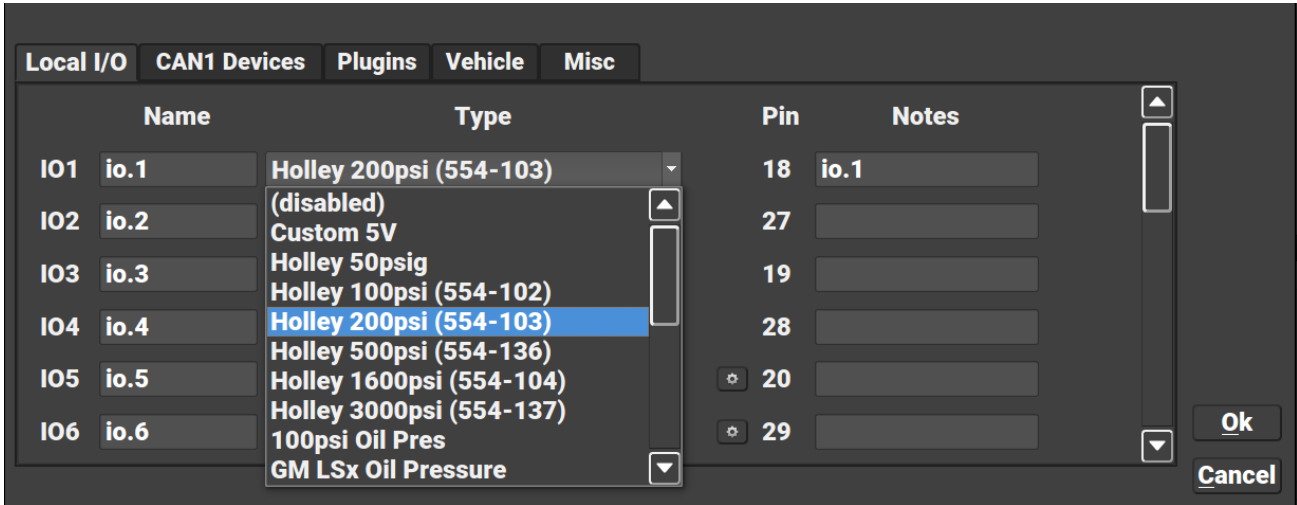 Local I/O CAN1 Devices Plugins Vehicle Misc
Name Type Pin Notes
IO1 io.1 Holley 200psi (554-103) 18 io.1
(disabled)
IO2 io.2 27
Custom 5V
Holley 50psig
IO3 io.3 19
Holley 100psi (554-102)
Holley 200psi (554-103)
IO4 io.4 28
Holley 500psi (554-136)
IO5 io.5 Holley 1600psi (554-104) 20
Holley 3000psi (554-137)
IO6 io.6 29
100psi Oil Pres
GM LSx Oil Pressure
Ok
Cancel